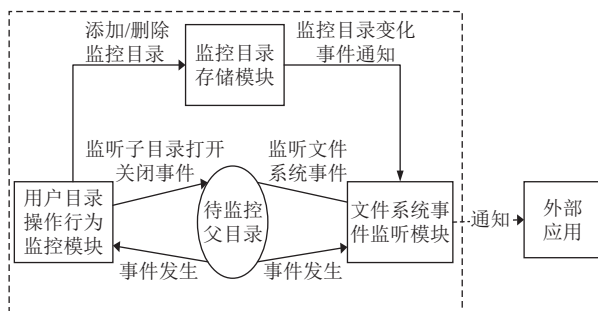 添加/删除
监控目录
监控目录
存储模块
监控目录变化
事件通知
监听子目录打开
关闭事件
监听文件
系统事件
用户目录
操作行为
监控模块
待监控
父目录
文件系统事
件监听模块
通知
外部
应用
事件发生
事件发生